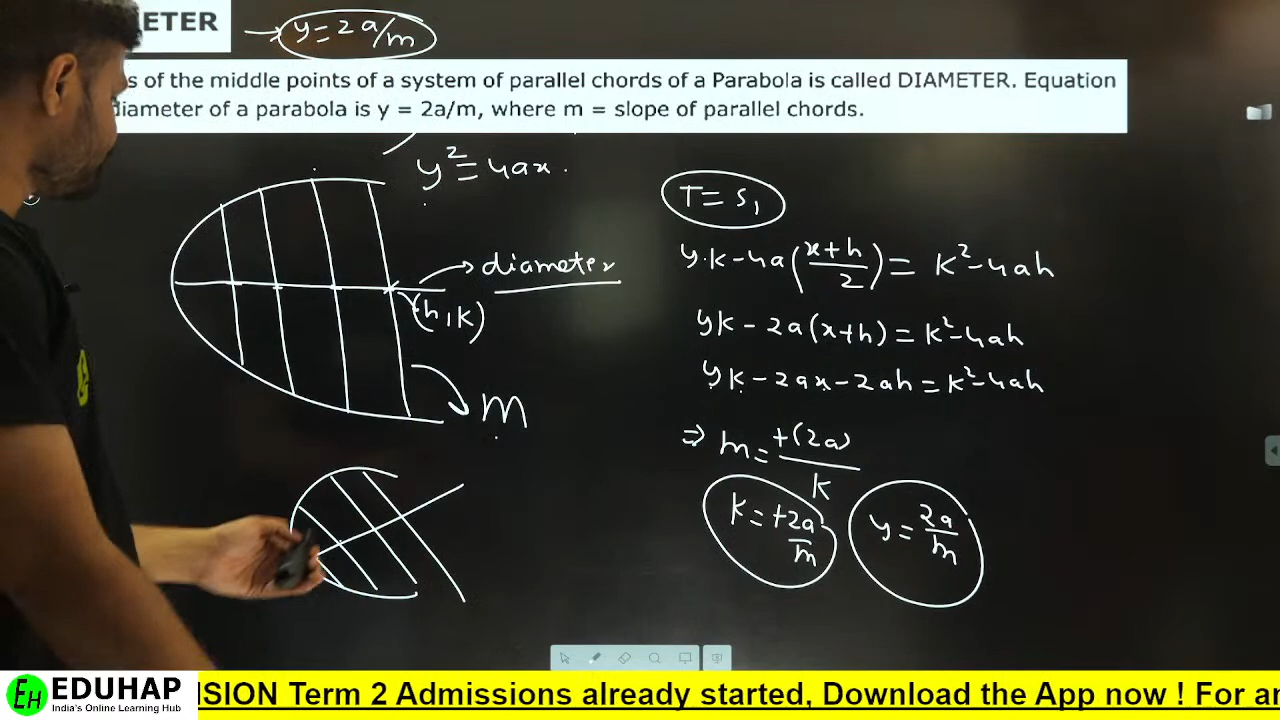 ETER → y = 2a/m
s of the middle points of a system of parallel chords of a Parabola is called DIAMETER. Equation
diameter of a parabola is y = 2a/m, where m = slope of parallel chords.
y² = 4ax.
T = S₁
y.k - 4a(x+h/2) = k² - 4ah
diameter
(h,k)
yk - 2a(x+h) = k² - 4ah
yk - 2ax - 2ah = k² - 4ah
m
⇒ m = +(2a)/k
k = +2a/m
y = 2a/m
EH EDUHAP
India's Online Learning Hub
SION Term 2 Admissions already started, Download the App now ! For an